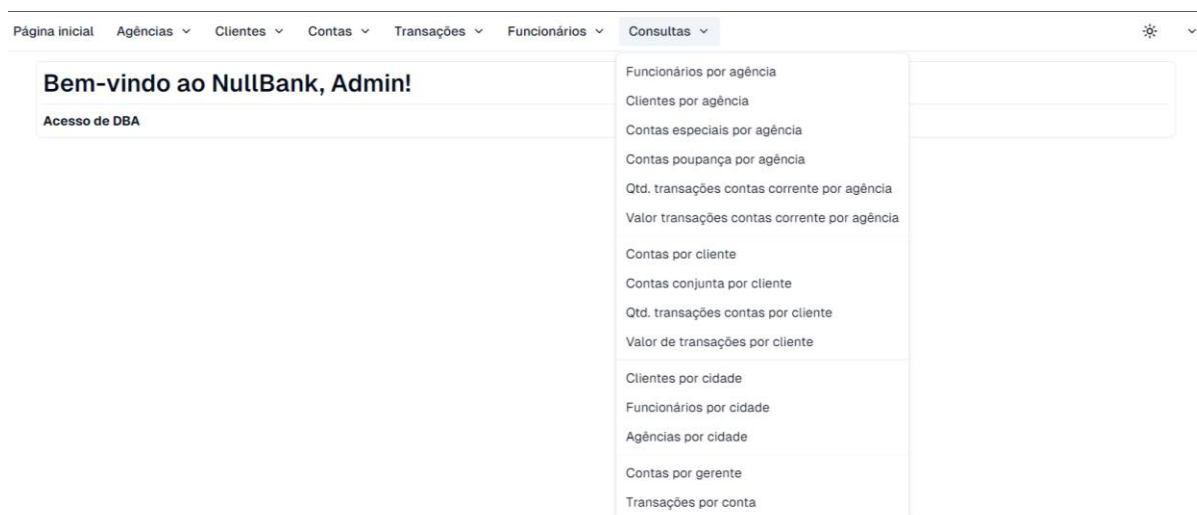 Página inicial Agências Clientes Contas Transações Funcionários Consultas
Bem-vindo ao NullBank, Admin!
Acesso de DBA
Funcionários por agência
Clientes por agência
Contas especiais por agência
Contas poupança por agência
Qtd. transações contas corrente por agência
Valor transações contas corrente por agência
Contas por cliente
Contas conjunta por cliente
Qtd. transações contas por cliente
Valor de transações por cliente
Clientes por cidade
Funcionários por cidade
Agências por cidade
Contas por gerente
Transações por conta